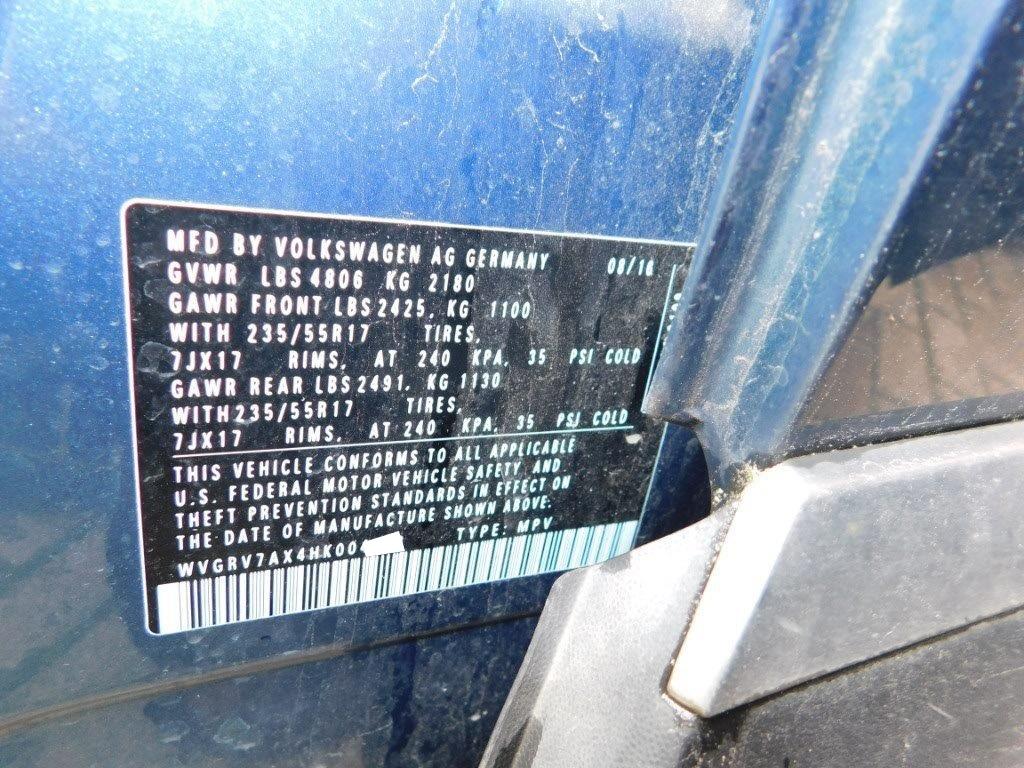 MFD BY VOLKSWAGEN AG GERMANY 08/16
GVWR LBS 4806 KG 2180
GAWR FRONT LBS 2425, KG 1100
WITH 235/55R17 TIRES,
7JX17 RIMS, AT 240 KPA, 35 PSI COLD
GAWR REAR LBS 2491, KG 1130
WITH 235/55R17 TIRES,
7JX17 RIMS, AT 240 KPA, 35 PSI COLD
THIS VEHICLE CONFORMS TO ALL APPLICABLE
U.S. FEDERAL MOTOR VEHICLE SAFETY, AND
THEFT PREVENTION STANDARDS IN EFFECT ON
THE DATE OF MANUFACTURE SHOWN ABOVE.
WVGRV7AX4HK00 TYPE: MPV